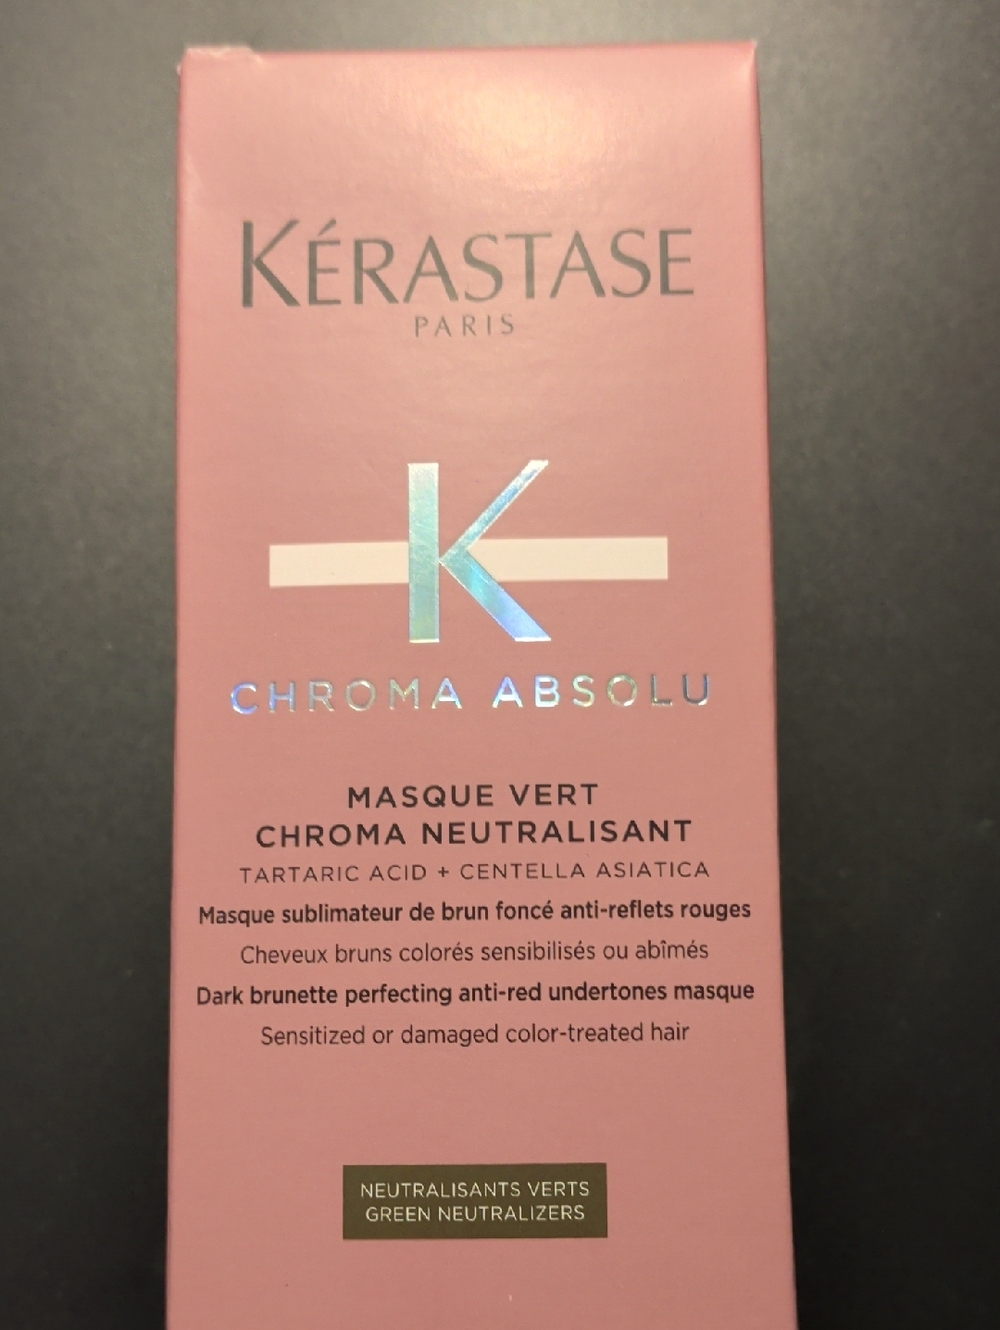 KÉRASTASE
PARIS
K
CHROMA ABSOLU
MASQUE VERT
CHROMA NEUTRALISANT
TARTARIC ACID + CENTELLA ASIATICA
Masque sublimateur de brun foncé anti-reflets rouges
Cheveux bruns colorés sensibilisés ou abîmés
Dark brunette perfecting anti-red undertones masque
Sensitized or damaged color-treated hair
NEUTRALISANTS VERTS
GREEN NEUTRALIZERS